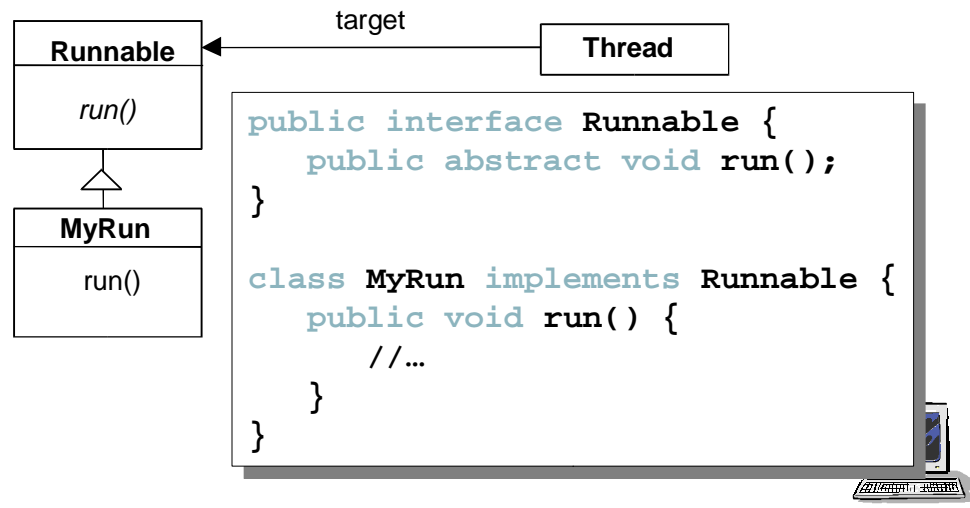 target
Runnable
Thread
run()
MyRun
run()
public interface Runnable {
public abstract void run();
}
class MyRun implements Runnable {
public void run() {
//…
}
}